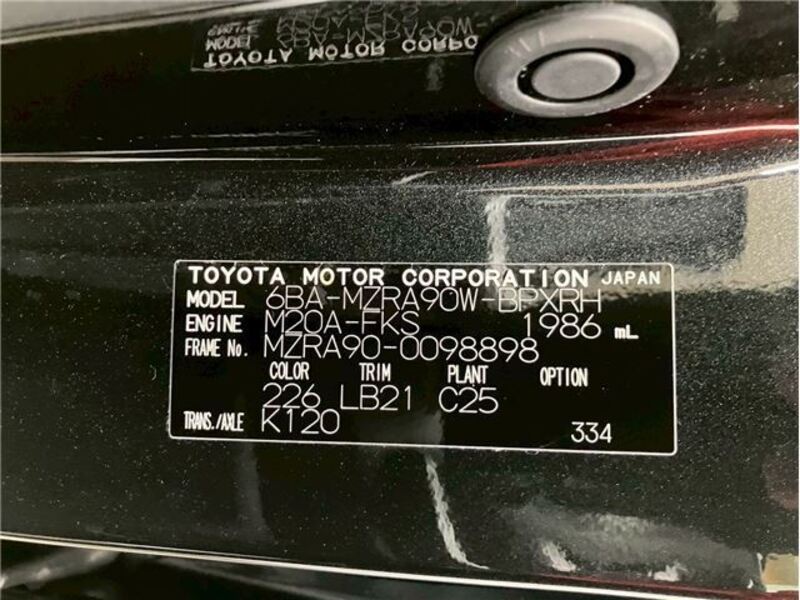 TOYOTA MOTOR CORPORATION JAPAN
MODEL 6BA-MZRA90W-BPXRH
ENGINE M20A-FKS 1986 mL
FRAME No. MZRA90-0098898
COLOR TRIM PLANT OPTION
226 LB21 C25
TRANS./AXLE K120
334